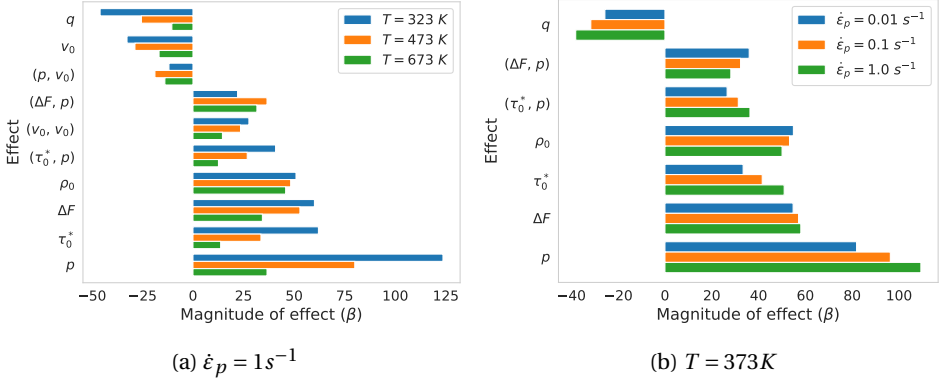 q
v₀
(p, v₀)
(ΔF, p)
(v₀, v₀)
(τ₀*, p)
ρ₀
ΔF
τ₀*
p
Effect
T = 323 K
T = 473 K
T = 673 K
−50 −25 0 25 50 75 100 125
Magnitude of effect (β)
(a) ε̇p = 1s⁻¹
q
(ΔF, p)
(τ₀*, p)
ρ₀
τ₀*
ΔF
p
Effect
ε̇p = 0.01 s⁻¹
ε̇p = 0.1 s⁻¹
ε̇p = 1.0 s⁻¹
−40 −20 0 20 40 60 80 100
Magnitude of effect (β)
(b) T = 373K